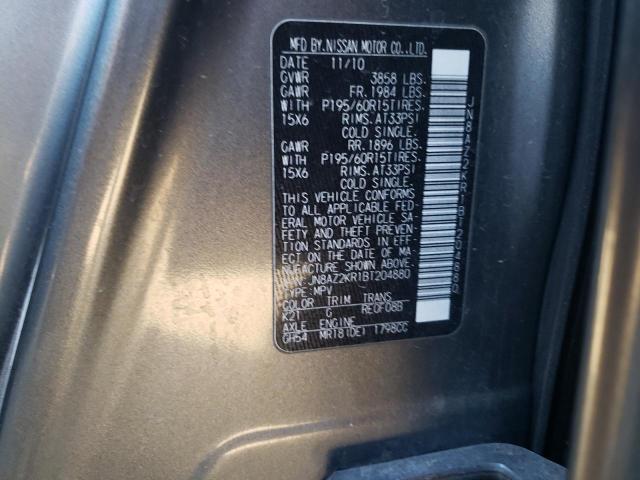 MFD BY.NISSAN MOTOR CO.,LTD.
DATE 11/10
GVWR 3858 LBS.
GAWR FR.1984 LBS.
WITH P195/60R15TIRES.
15X6 RIMS.AT33PSI
COLD SINGLE.
GAWR RR.1896 LBS.
WITH P195/60R15TIRES.
15X6 RIMS.AT33PSI
COLD SINGLE.
THIS VEHICLE CONFORMS
TO ALL APPLICABLE FED-
ERAL MOTOR VEHICLE SA-
FETY AND THEFT PREVEN-
TION STANDARDS IN EFF-
ECT ON THE DATE OF MA-
NUFACTURE SHOWN ABOVE.
VIN:JN8AZ2KR1BT204880
TYPE:MPV
COLOR TRIM TRANS
K21 G RE0F08B
AXLE ENGINE
GH54 MR18(DE) 1798CC
JN8AZ2KR1BT204880